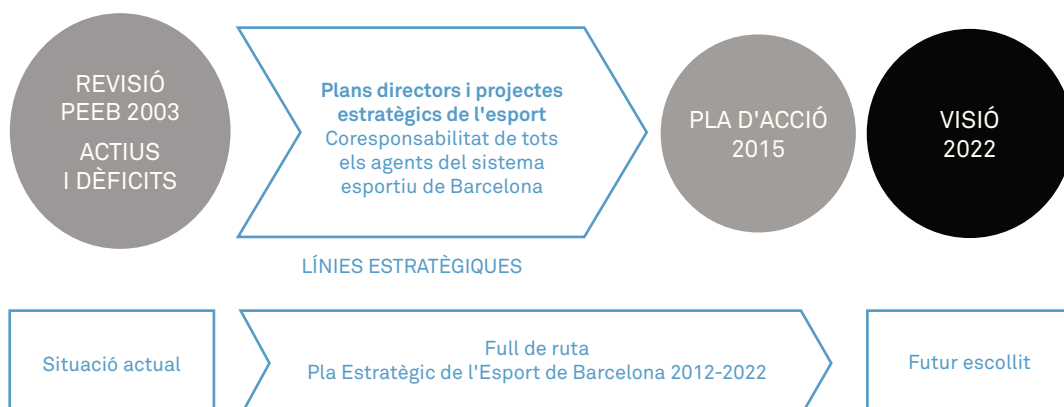 REVISIÓ
PEEB 2003
ACTIUS
I DÈFICITS
Plans directors i projectes
estratègics de l'esport
Coresponsabilitat de tots
els agents del sistema
esportiu de Barcelona
PLA D'ACCIÓ
2015
VISIÓ
2022
LÍNIES ESTRATÈGIQUES
Situació actual
Full de ruta
Pla Estratègic de l'Esport de Barcelona 2012-2022
Futur escollit